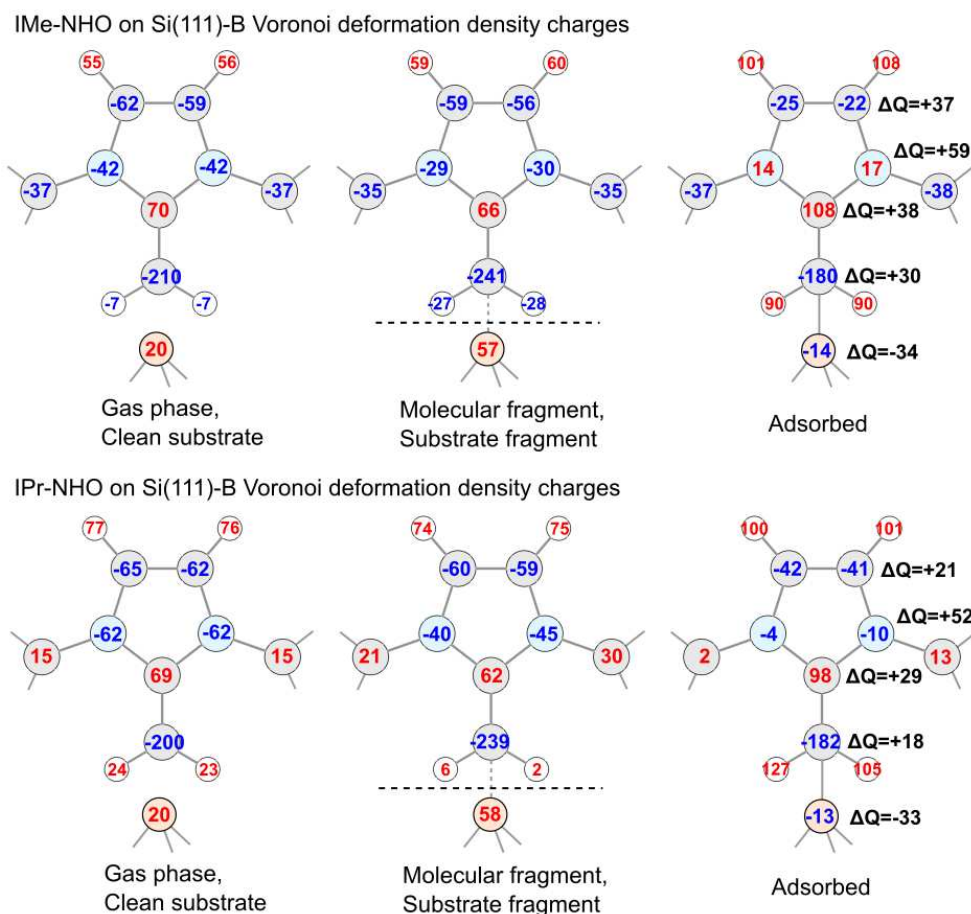 IMe-NHO on Si(111)-B Voronoi deformation density charges
55 56 59 60 101 108
-62 -59 -59 -56 -25 -22 ΔQ=+37
-42 -42 -29 -30 14 17 ΔQ=+59
-37 -37 -35 -35 -37 -38
70 66 108 ΔQ=+38
-210 -241 -180 ΔQ=+30
-7 -7 -27 -28 90 90
20 57 -14 ΔQ=-34
Gas phase, Molecular fragment, Adsorbed
Clean substrate Substrate fragment
IPr-NHO on Si(111)-B Voronoi deformation density charges
77 76 74 75 100 101
-65 -62 -60 -59 -42 -41 ΔQ=+21
-62 -62 -40 -45 -4 -10 ΔQ=+52
15 15 21 30 2 13
69 62 98 ΔQ=+29
-200 -239 -182 ΔQ=+18
24 23 6 2 127 105
20 58 -13 ΔQ=-33
Gas phase, Molecular fragment, Adsorbed
Clean substrate Substrate fragment